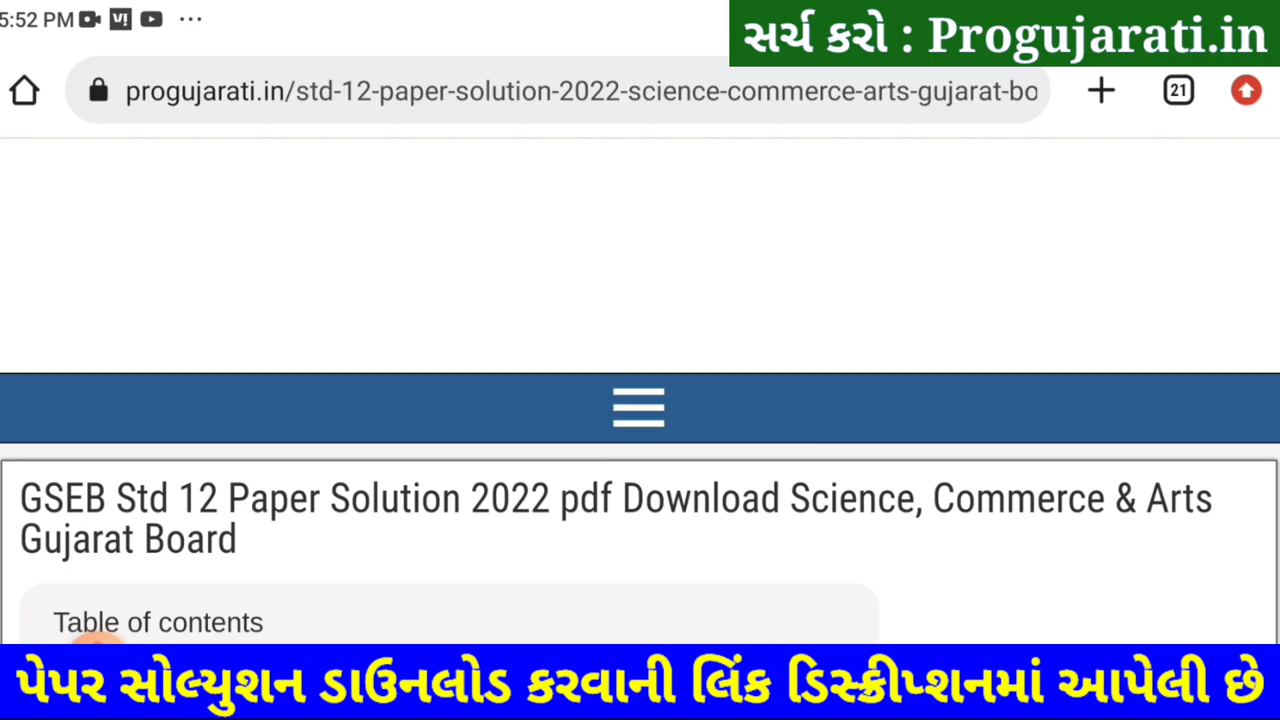 5:52 PM
સર્ચ કરો : Progujarati.in
progujarati.in/std-12-paper-solution-2022-science-commerce-arts-gujarat-bo
21
GSEB Std 12 Paper Solution 2022 pdf Download Science, Commerce & Arts
Gujarat Board
Table of contents
પેપર સોલ્યુશન ડાઉનલોડ કરવાની લિંક ડિસ્ક્રીપ્શનમાં આપેલી છે